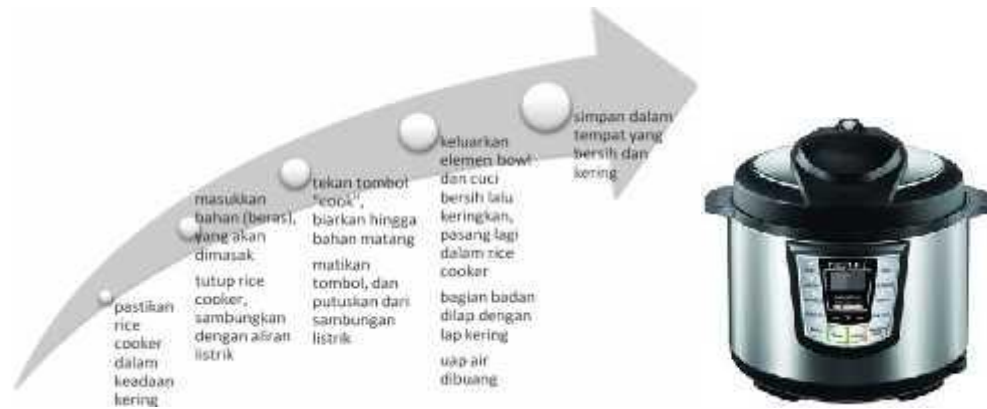 pastikan
rice
cooker
dalam
keadaan
kering
masukkan
bahan (beras),
yang akan
dimasak
tutup rice
cooker,
sambungkan
dengan aliran
listrik
tekan tombol
"cook",
biarkan hingga
bahan matang
matikan
tombol, dan
putuskan dari
sambungan
listrik
keluarkan
elemen bowl
dan cuci
bersih lalu
keringkan,
pasang lagi
dalam rice
cooker
bagian badan
dilap dengan
lap kering
uap air
dibuang
simpan dalam
tempat yang
bersih dan
kering